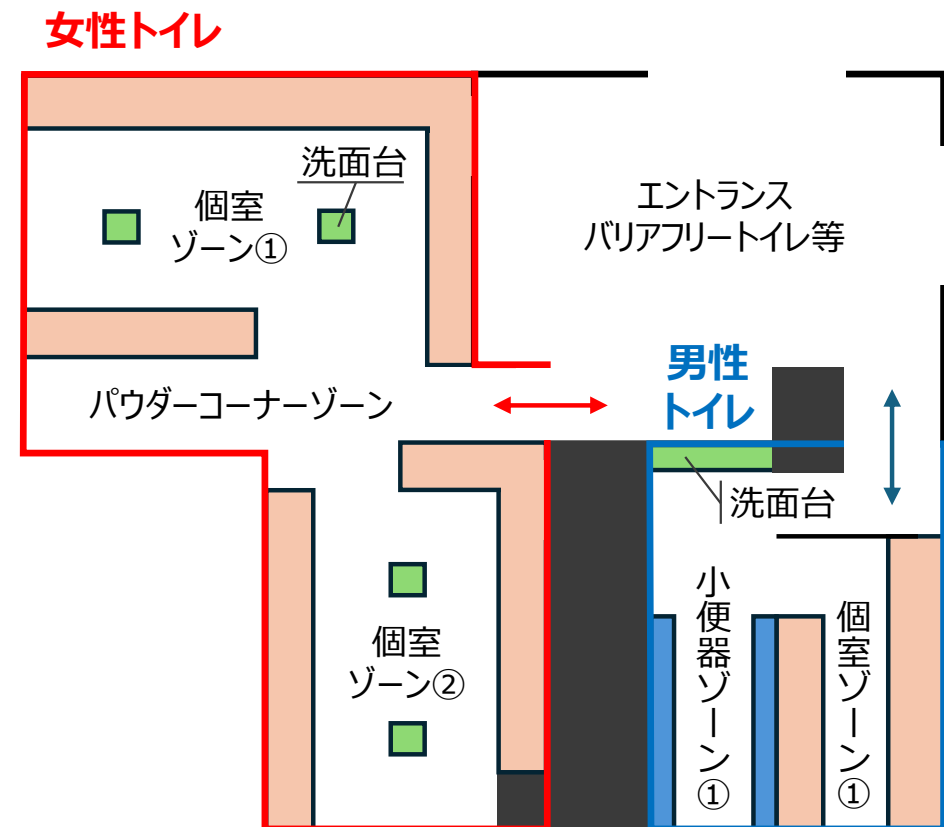 女性トイレ
洗面台
個室
ゾーン①
エントランス
バリアフリートイレ等
パウダーコーナーゾーン
男性
トイレ
洗面台
個室
ゾーン②
小便器ゾーン①
個室ゾーン①